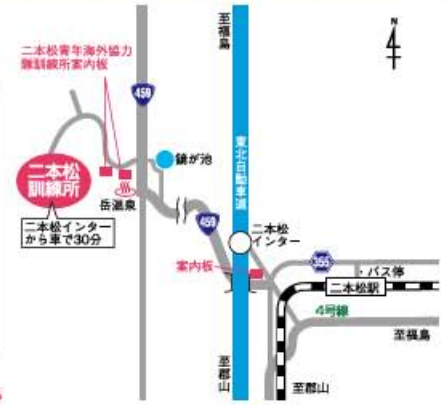 至福島
N
二本松青年海外協力
隊訓練所案内板
459
鏡が池
東北自動車道
二本松
訓練所
岳温泉
二本松インター
から車で30分
459
二本松
インター
案内板
355
・バス停
二本松駅
4号線
至福島
至郡山
至郡山